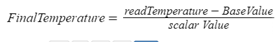 FinalTemperature = readTemperature − BaseValue
scalar Value